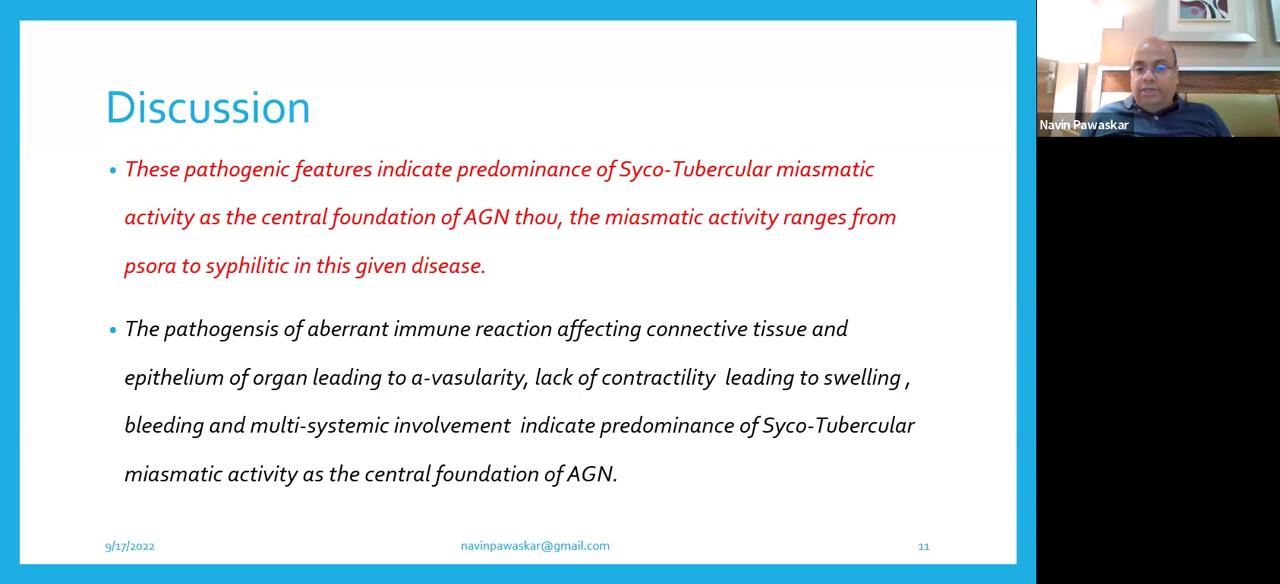 Discussion
• These pathogenic features indicate predominance of Syco-Tubercular miasmatic
activity as the central foundation of AGN thou, the miasmatic activity ranges from
psora to syphilitic in this given disease.
• The pathogensis of aberrant immune reaction affecting connective tissue and
epithelium of organ leading to a-vasularity, lack of contractility leading to swelling ,
bleeding and multi-systemic involvement indicate predominance of Syco-Tubercular
miasmatic activity as the central foundation of AGN.
9/17/2022 navinpawaskar@gmail.com 11
Navin Pawaskar